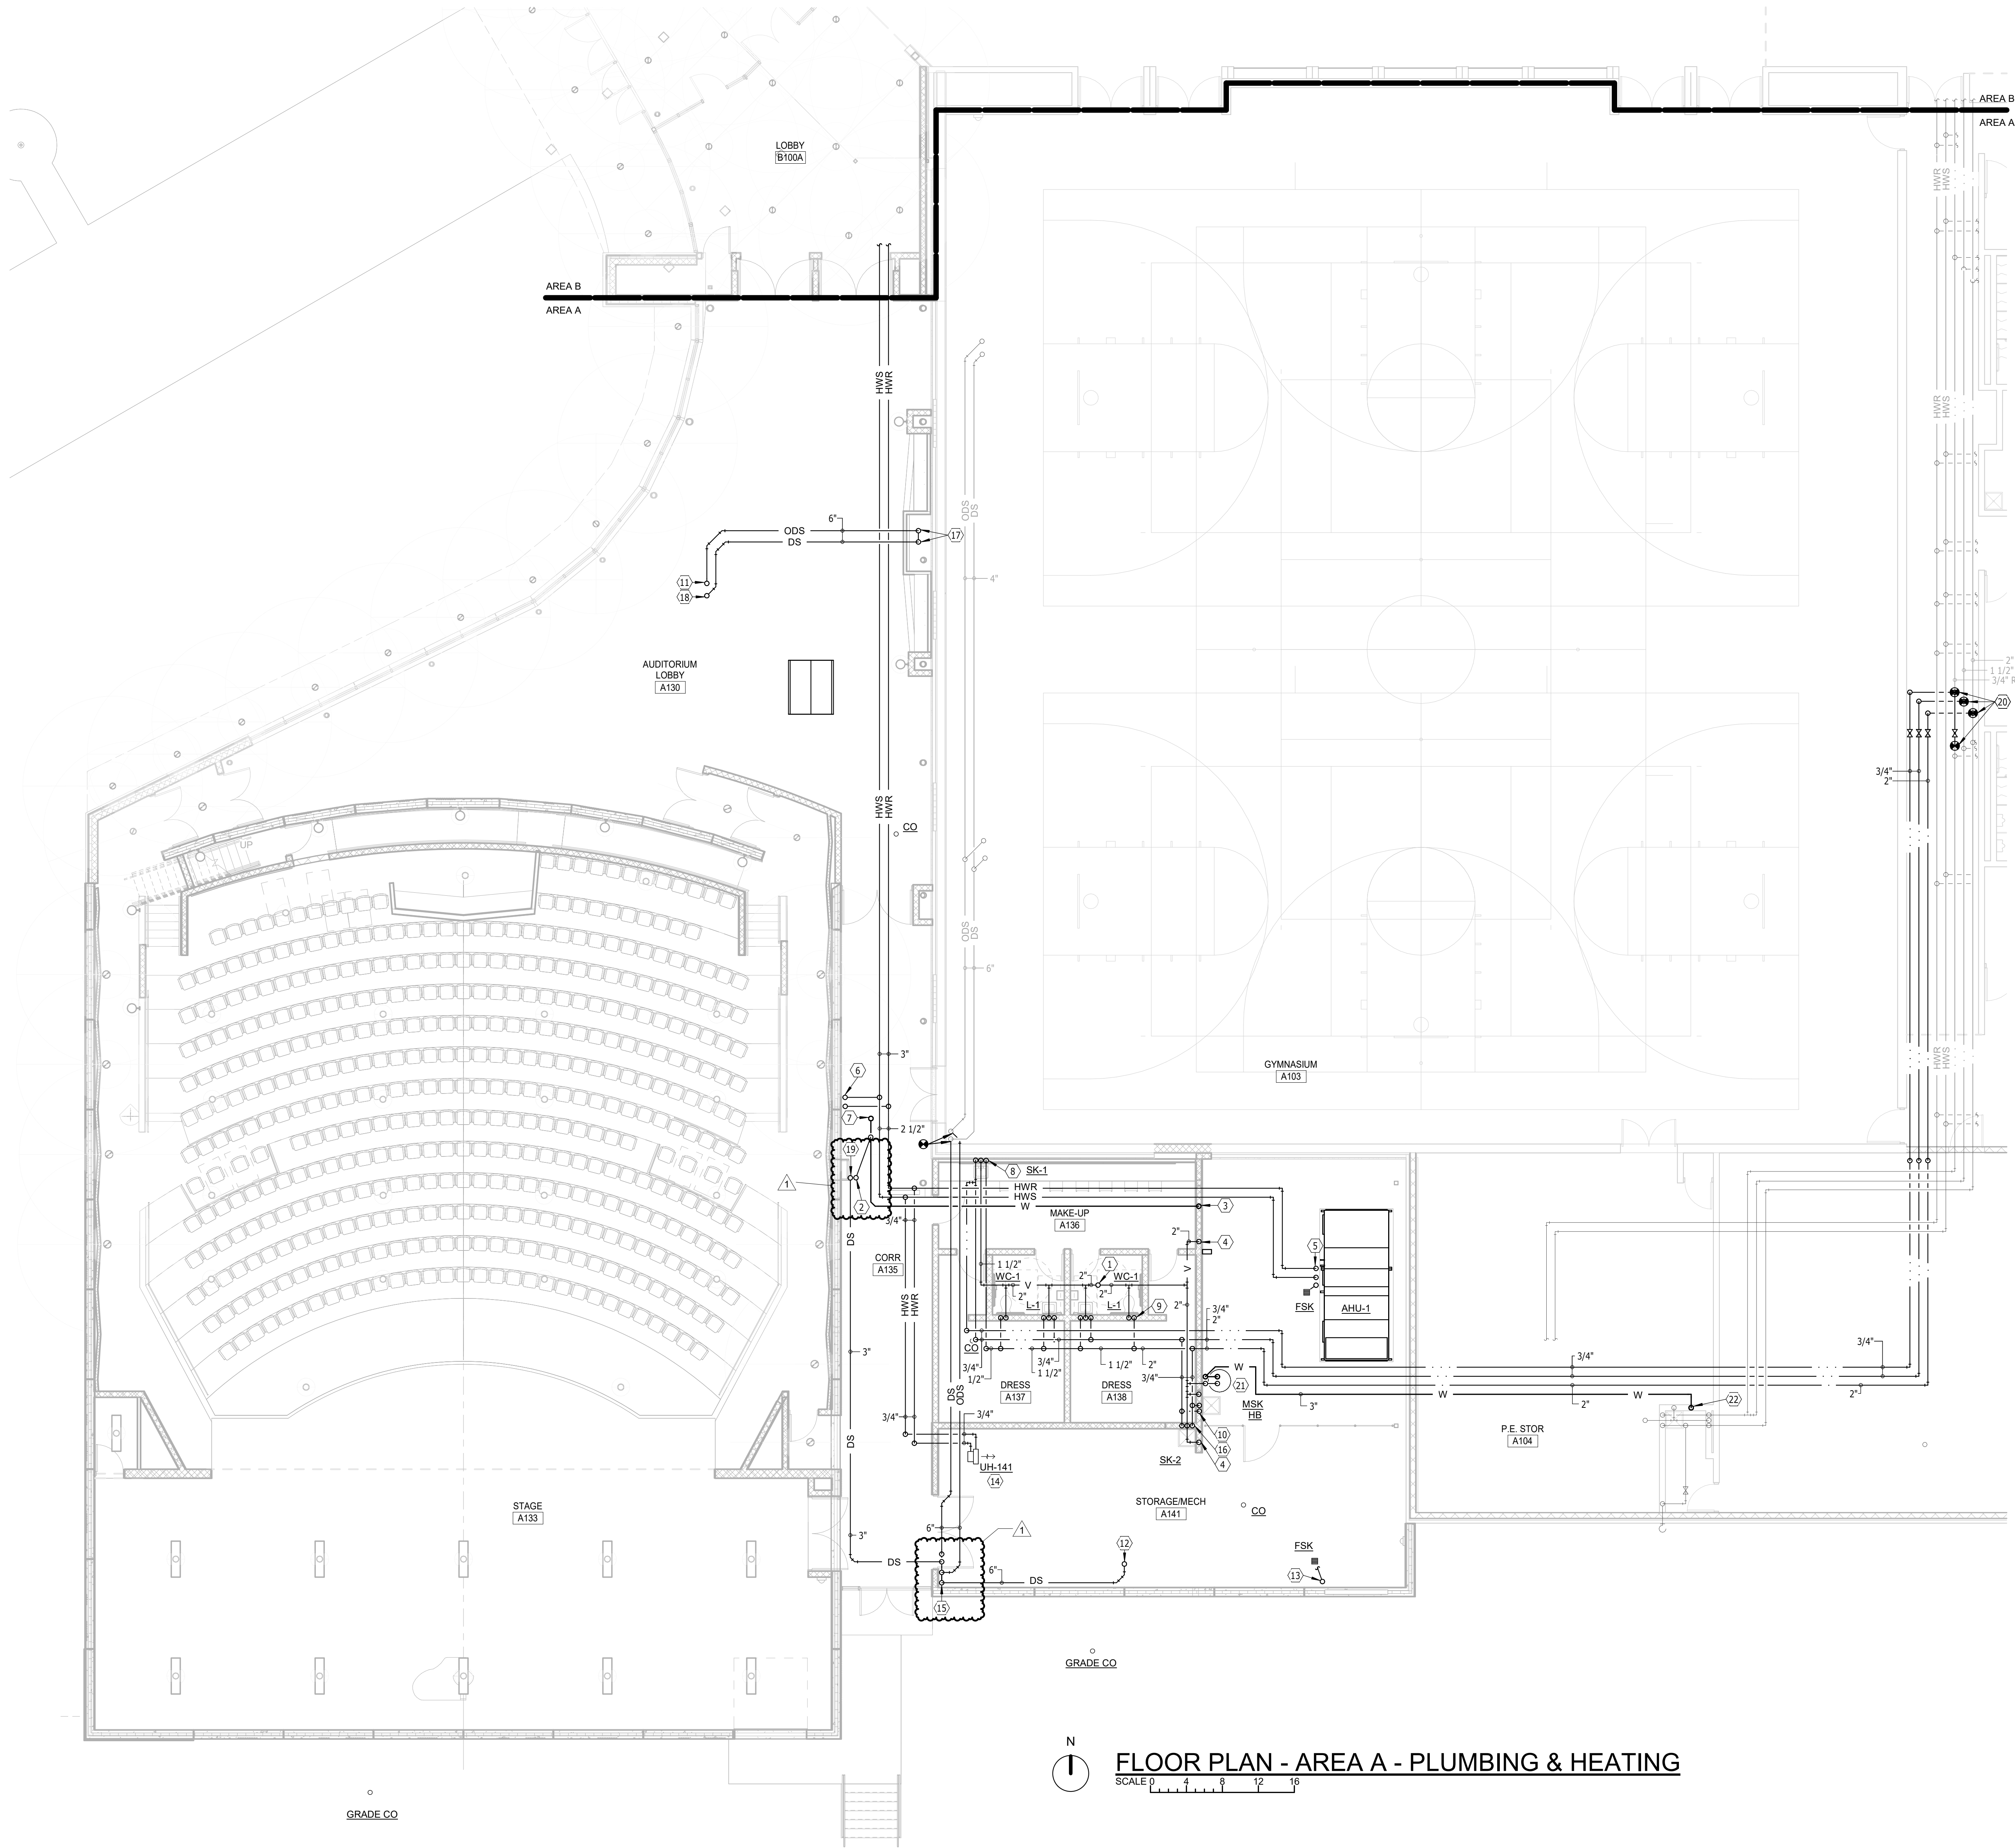 AREA B
AREA A
LOBBY
B100A
HWR
HWS
AREA B
AREA A
HWS
HWR
HWR
HWS
ODS
DS
6"
ODS
DS
17
11
18
4"
AUDITORIUM
LOBBY
A130
2"
1 1/2"
3/4" R
20
3/4"
2"
HWS
HWR
CO
UP
ODS
DS
6"
3"
GYMNASIUM
A103
HWR
HWS
6
7
2 1/2"
19
1
2
8
SK-1
HWR
HWS
W
3
MAKE-UP
A136
3/4"
DS
2"
4
CORR
A135
1 1/2"
WC-1
V
2"
2"
2"
1
WC-1
V
5
HWS
HWR
L-1
L-1
9
2"
3/4"
2"
FSK
AHU-1
CO
3"
3/4"
1/2"
3/4"
1 1/2"
1 1/2"
2"
3/4"
3/4"
3/4"
DRESS
A137
DRESS
A138
W
21
DS
ODS
MSK
HB
W
3"
2"
W
2"
22
3/4"
3/4"
10
16
4
P.E. STOR
A104
DS
UH-141
14
SK-2
STAGE
A133
STORAGE/MECH
A141
CO
3"
6"
1
12
FSK
DS
6"
DS
13
15
GRADE CO
N
FLOOR PLAN - AREA A - PLUMBING & HEATING
SCALE 0 4 8 12 16
GRADE CO